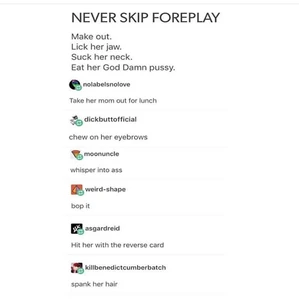 NEVER SKIP FOREPLAY
Make out.
Lick her jaw.
Suck her neck.
Eat her God Damn pussy.
nolabelsnolove
Take her mom out for lunch
dickbuttofficial
chew on her eyebrows
moonuncle
whisper into ass
weird-shape
bop it
asgardreid
Hit her with the reverse card
killbenedictcumberbatch
spank her hair